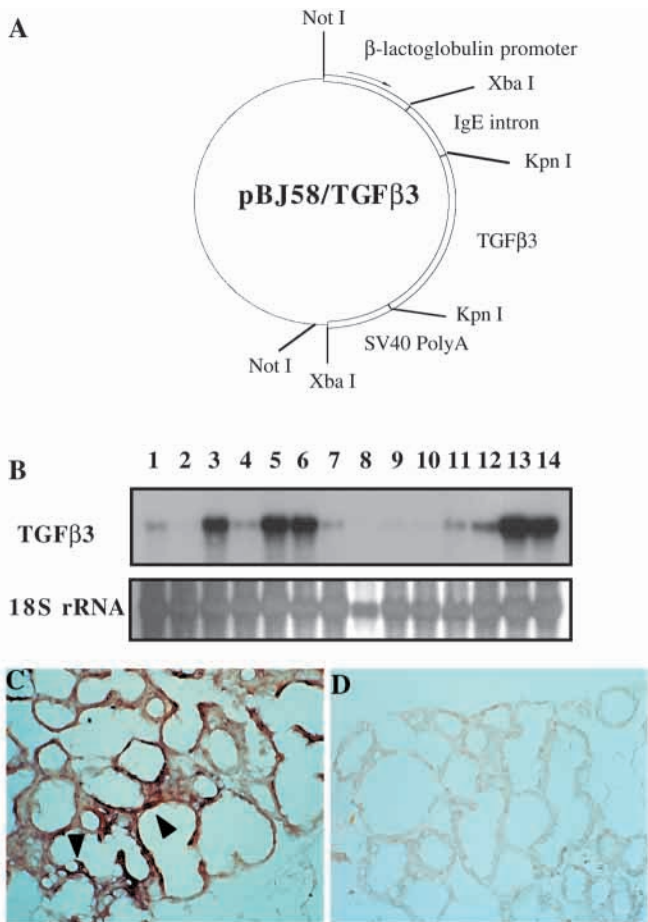 A
Not I
β-lactoglobulin promoter
Xba I
IgE intron
Kpn I
pBJ58/TGFβ3
TGFβ3
Kpn I
SV40 PolyA
Not I
Xba I
B
1 2 3 4 5 6 7 8 9 10 11 12 13 14
TGFβ3
18S rRNA
C
D